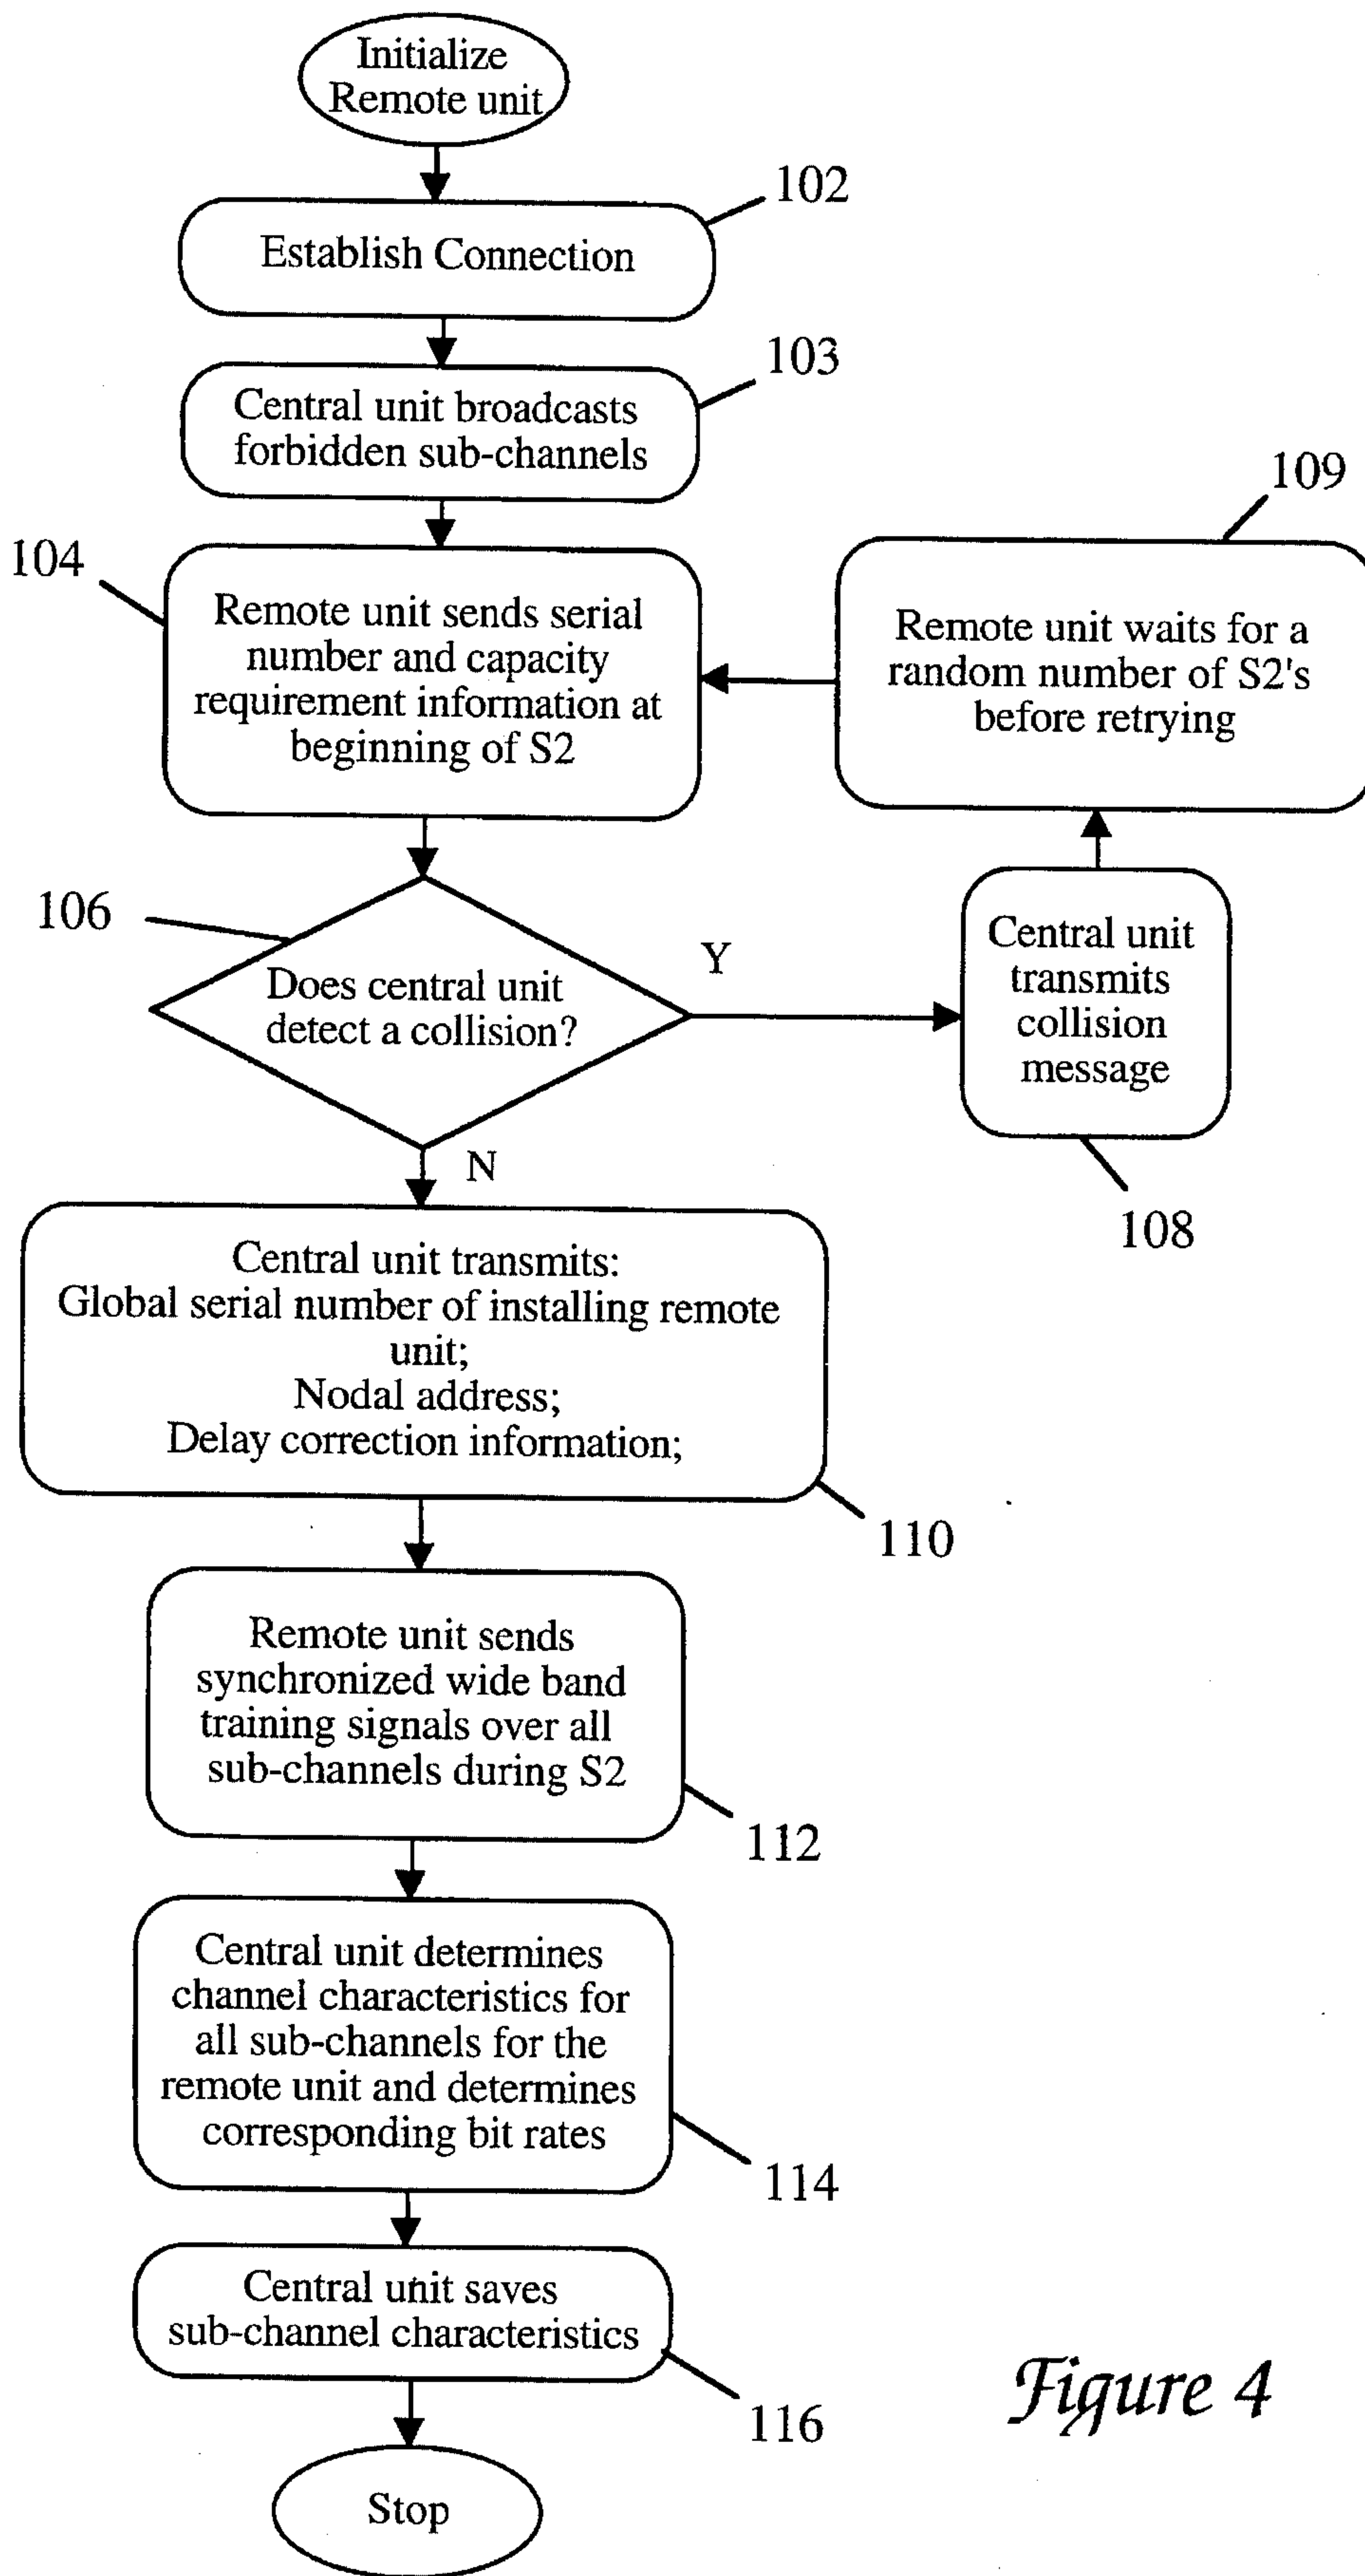 Initialize
Remote unit
102
Establish Connection
103
Central unit broadcasts
forbidden sub-channels
109
104
Remote unit sends serial
number and capacity
requirement information at
beginning of S2
Remote unit waits for a
random number of S2's
before retrying
106
Does central unit
detect a collision?
Y
Central unit
transmits
collision
message
N
108
Central unit transmits:
Global serial number of installing remote
unit;
Nodal address;
Delay correction information;
110
Remote unit sends
synchronized wide band
training signals over all
sub-channels during S2
112
Central unit determines
channel characteristics for
all sub-channels for the
remote unit and determines
corresponding bit rates
114
Central unit saves
sub-channel characteristics
116
Stop
Figure 4